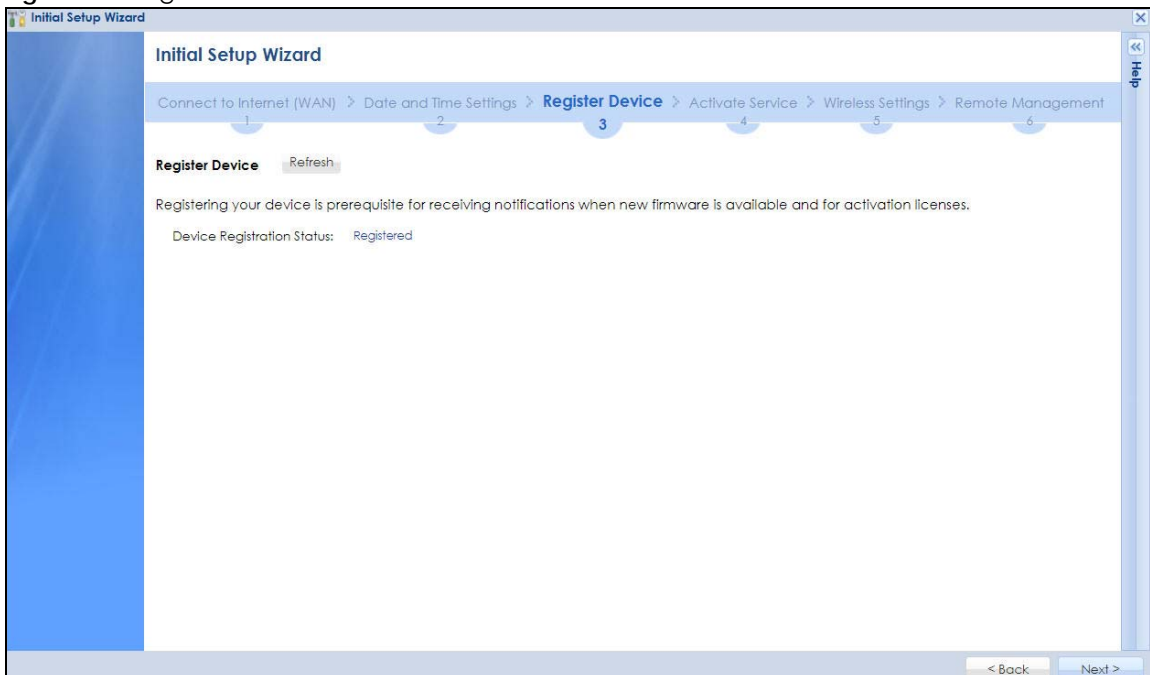 Initial Setup Wizard
Initial Setup Wizard
Connect to Internet (WAN) > Date and Time Settings > Register Device > Activate Service > Wireless Settings > Remote Management
1 2 3 4 5 6
Register Device Refresh
Registering your device is prerequisite for receiving notifications when new firmware is available and for activation licenses.
Device Registration Status: Registered
« Help
< Back Next >